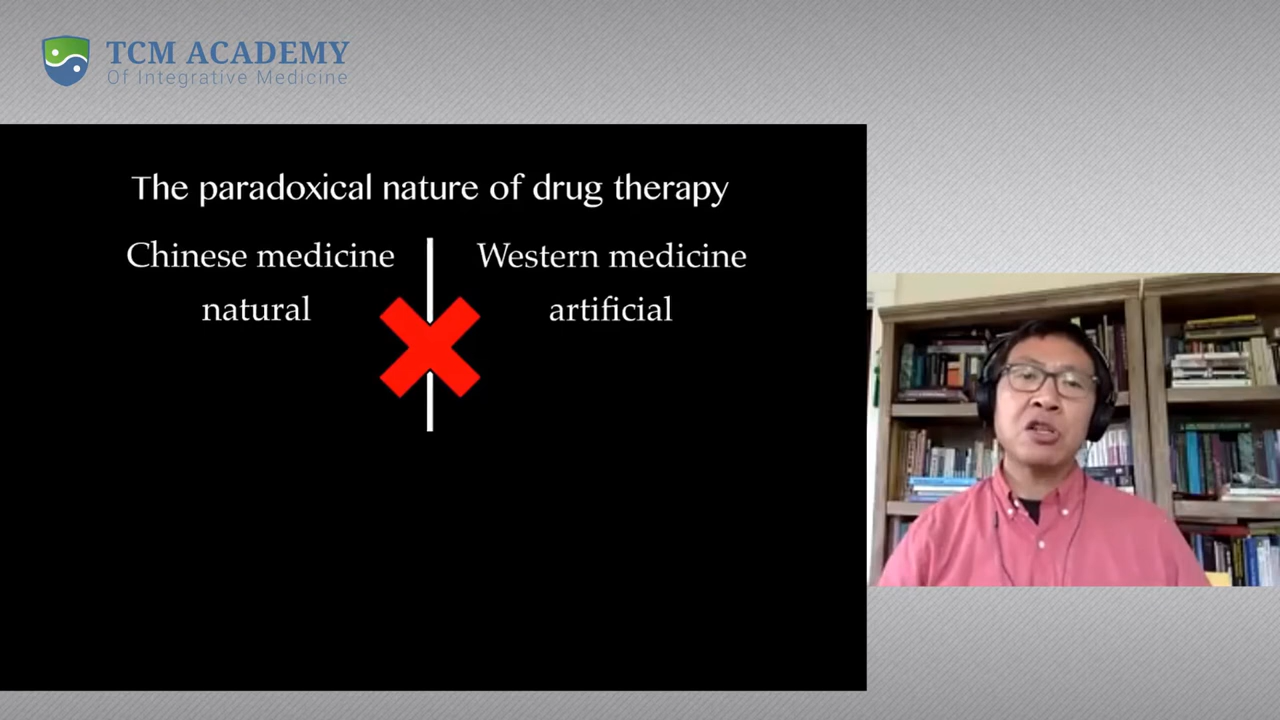 TCM ACADEMY
Of Integrative Medicine
The paradoxical nature of drug therapy
Chinese medicine
Western medicine
natural
artificial